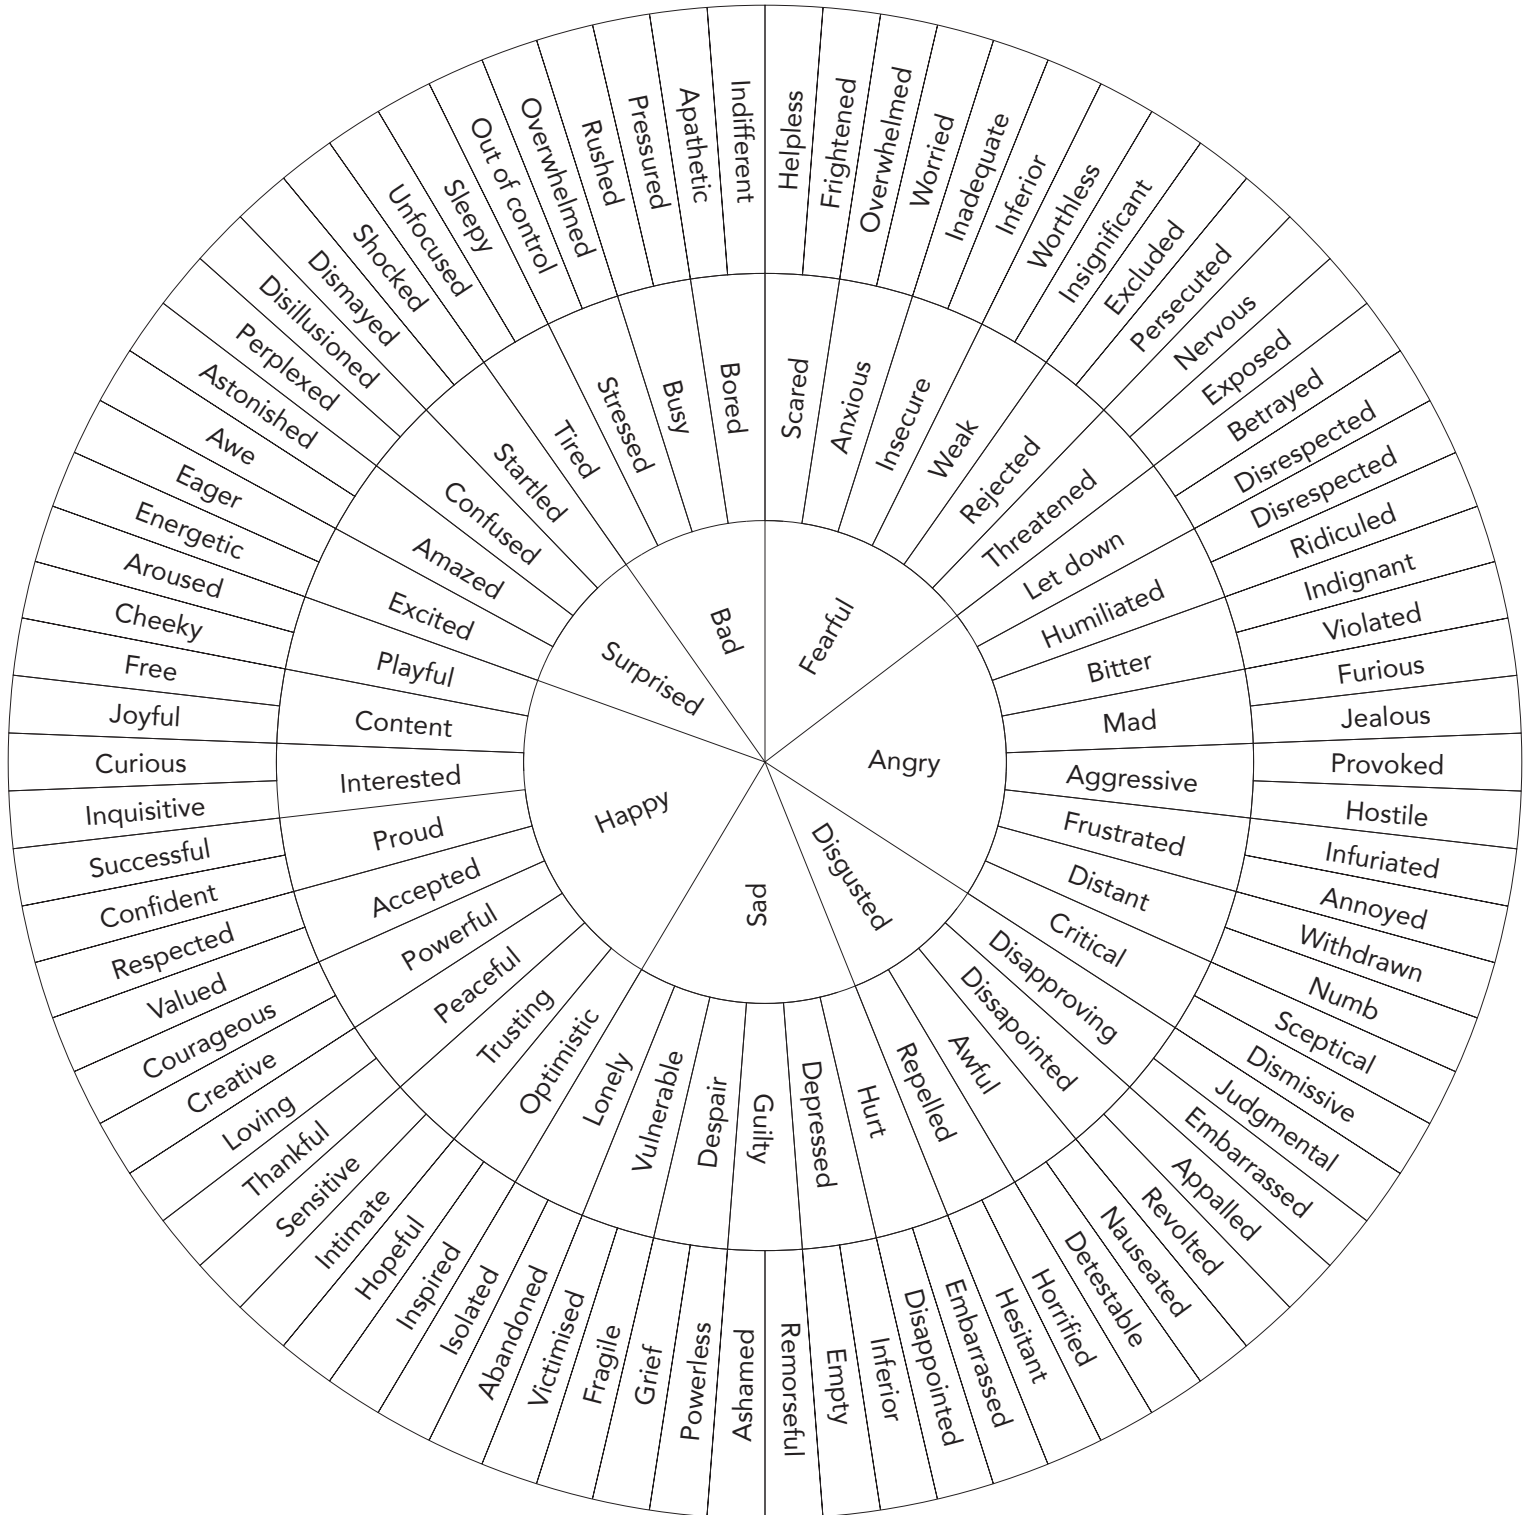 Fearful
Angry
Disgusted
Sad
Happy
Surprised
Bad
Scared
Anxious
Insecure
Weak
Rejected
Threatened
Let down
Humiliated
Bitter
Mad
Aggressive
Frustrated
Distant
Critical
Disapproving
Dissapointed
Awful
Repelled
Hurt
Depressed
Guilty
Despair
Vulnerable
Lonely
Optimistic
Trusting
Peaceful
Powerful
Accepted
Proud
Interested
Content
Playful
Excited
Amazed
Confused
Startled
Tired
Stressed
Busy
Bored
Helpless
Frightened
Overwhelmed
Worried
Inadequate
Inferior
Worthless
Insignificant
Excluded
Persecuted
Nervous
Exposed
Betrayed
Disrespected
Disrespected
Ridiculed
Indignant
Violated
Furious
Jealous
Provoked
Hostile
Infuriated
Annoyed
Withdrawn
Numb
Sceptical
Dismissive
Judgmental
Embarrassed
Appalled
Revolted
Nauseated
Detestable
Horrified
Hesitant
Embarrassed
Disappointed
Inferior
Empty
Remorseful
Ashamed
Powerless
Grief
Fragile
Victimised
Abandoned
Isolated
Inspired
Hopeful
Intimate
Sensitive
Thankful
Loving
Creative
Courageous
Valued
Respected
Confident
Successful
Inquisitive
Curious
Joyful
Free
Cheeky
Aroused
Energetic
Eager
Awe
Astonished
Perplexed
Disillusioned
Dismayed
Shocked
Unfocused
Sleepy
Out of control
Overwhelmed
Rushed
Pressured
Apathetic
Indifferent